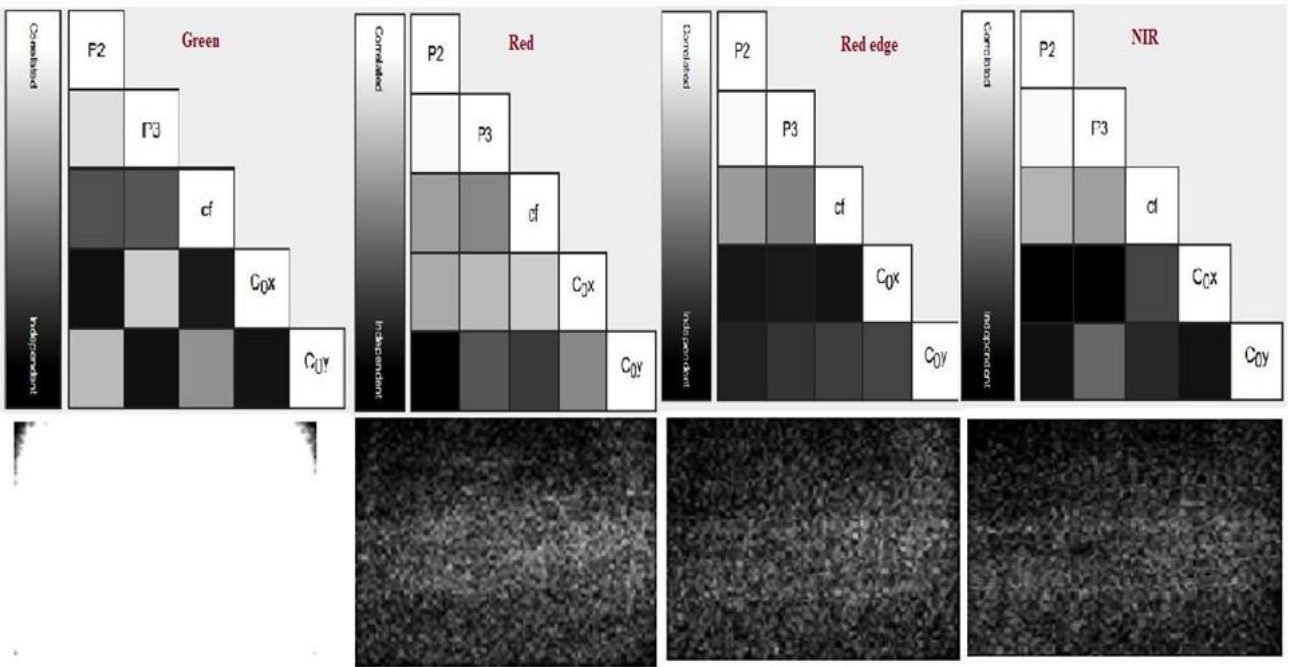 Green
Correlated
P2
P3
cf
C0x
C0y
Independent
Red
Correlated
P2
P3
cf
C0x
C0y
Independent
Red edge
Correlated
P2
P3
cf
C0x
C0y
Independent
NIR
Correlated
P2
P3
cf
C0x
C0y
Independent